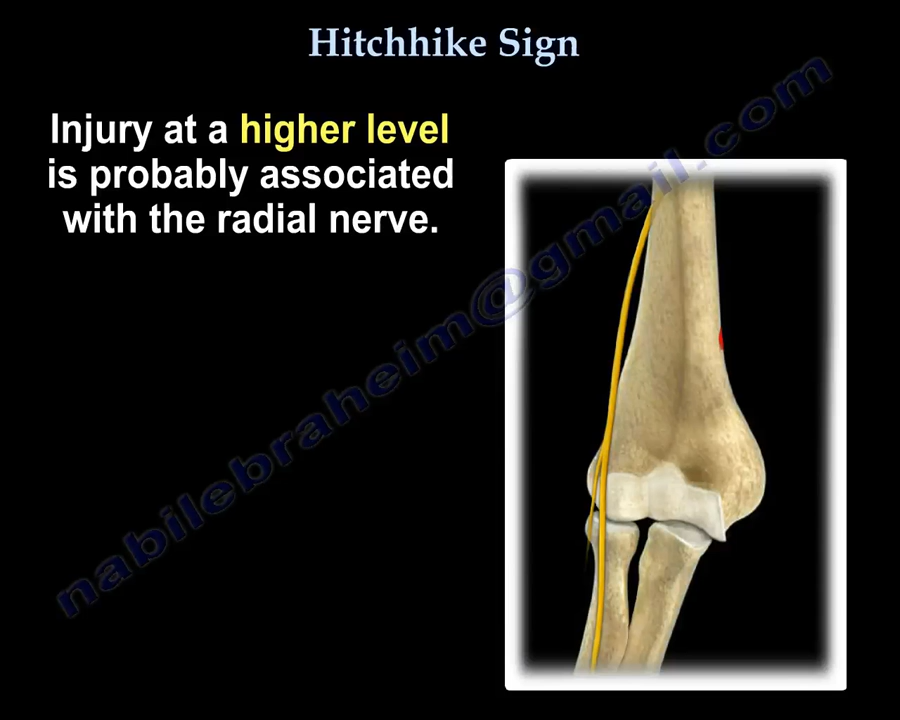 Hitchhike Sign
Injury at a higher level
is probably associated
with the radial nerve.
nabilebraheim@gmail.com